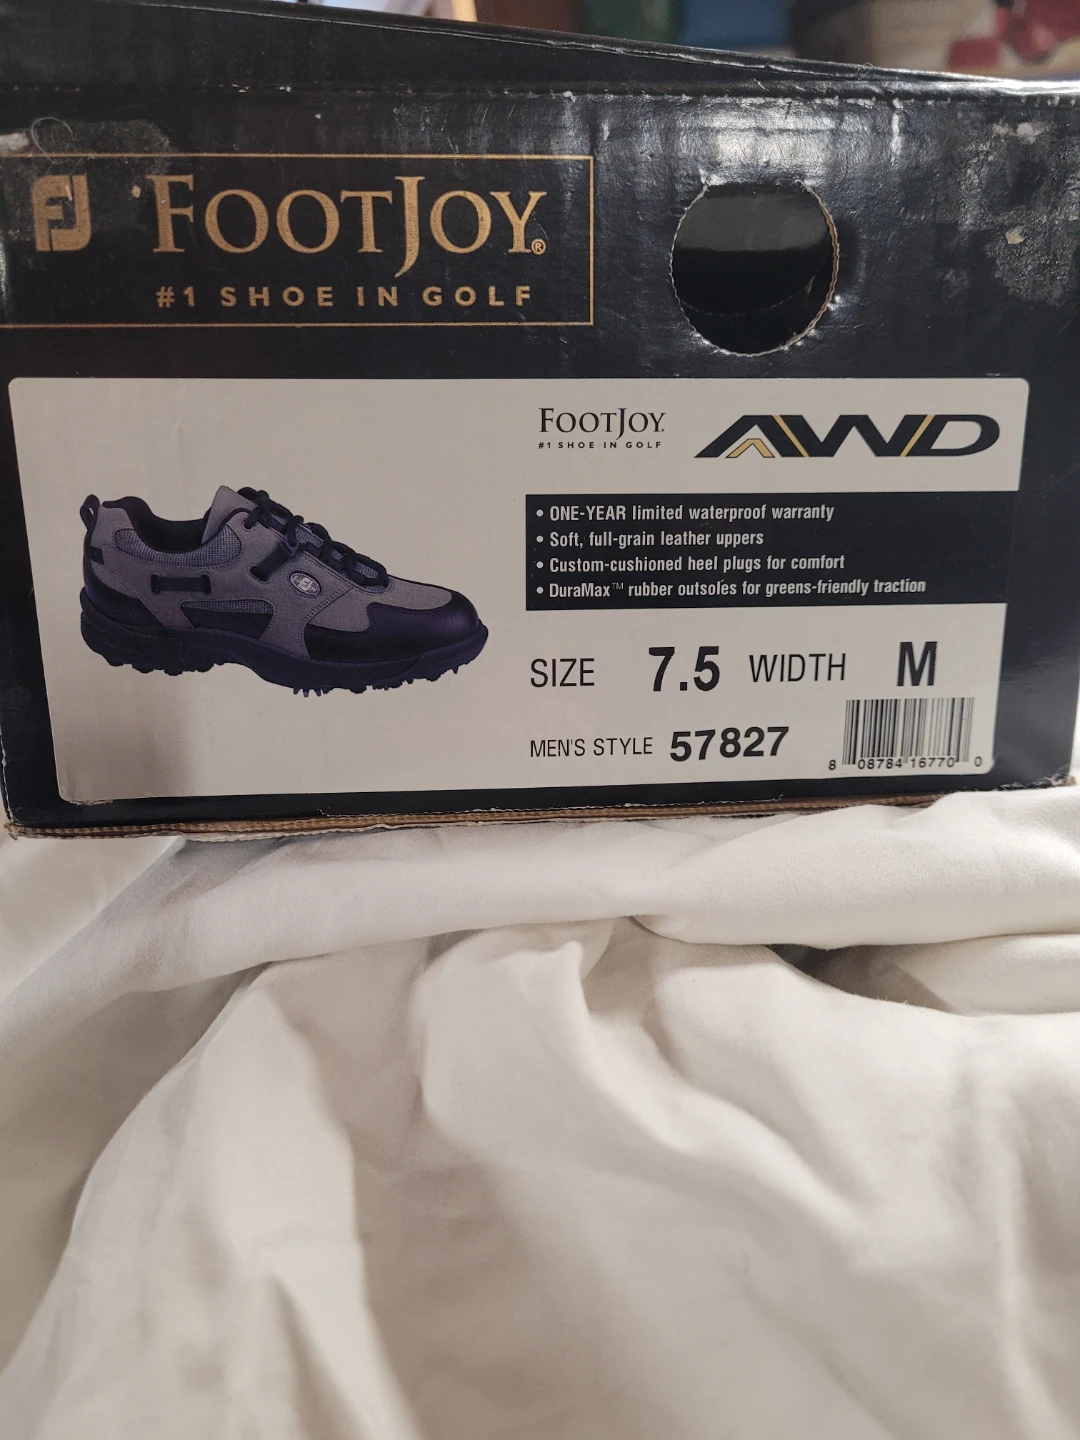 FJ FOOTJOY®
#1 SHOE IN GOLF
FOOTJOY®
#1 SHOE IN GOLF
AWD
• ONE-YEAR limited waterproof warranty
• Soft, full-grain leather uppers
• Custom-cushioned heel plugs for comfort
• DuraMax™ rubber outsoles for greens-friendly traction
SIZE 7.5 WIDTH M
MEN'S STYLE 57827
8 08784 16770 0